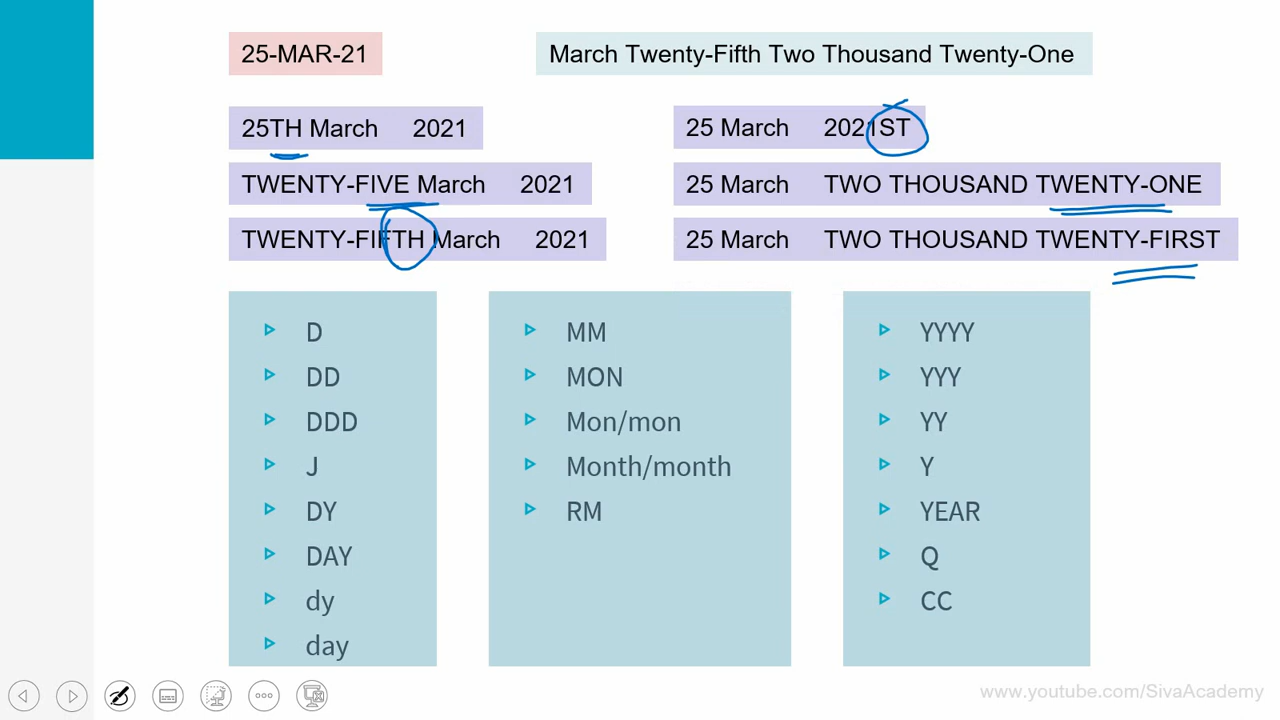 25-MAR-21
March Twenty-Fifth Two Thousand Twenty-One
25TH March 2021
25 March 2021ST
TWENTY-FIVE March 2021
25 March TWO THOUSAND TWENTY-ONE
TWENTY-FIFTH March 2021
25 March TWO THOUSAND TWENTY-FIRST
D
DD
DDD
J
DY
DAY
dy
day
MM
MON
Mon/mon
Month/month
RM
YYYY
YYY
YY
Y
YEAR
Q
CC
www.youtube.com/SivaAcademy